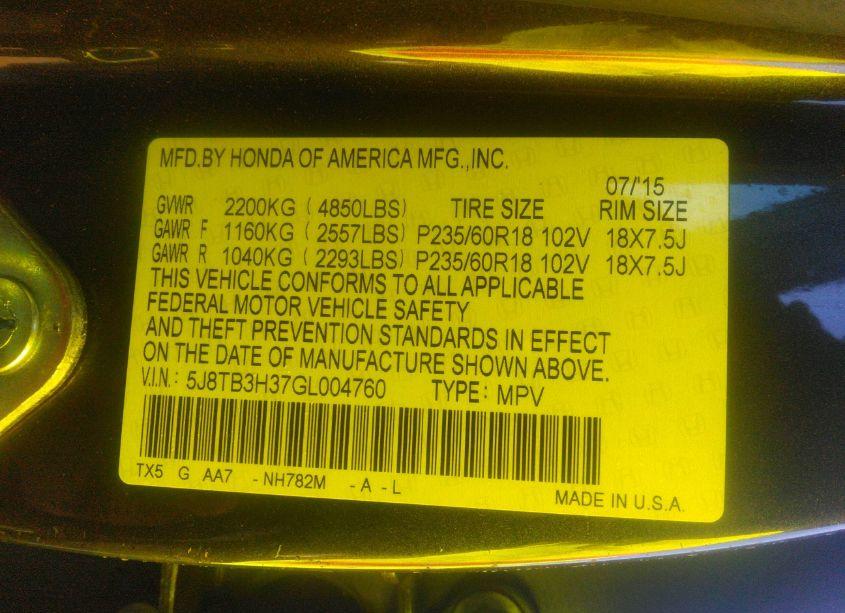 MFD.BY HONDA OF AMERICA MFG.,INC.
07/'15
GVWR 2200KG ( 4850LBS) TIRE SIZE RIM SIZE
GAWR F 1160KG ( 2557LBS) P235/60R18 102V 18X7.5J
GAWR R 1040KG ( 2293LBS) P235/60R18 102V 18X7.5J
THIS VEHICLE CONFORMS TO ALL APPLICABLE
FEDERAL MOTOR VEHICLE SAFETY
AND THEFT PREVENTION STANDARDS IN EFFECT
ON THE DATE OF MANUFACTURE SHOWN ABOVE.
V.I.N.: 5J8TB3H37GL004760 TYPE: MPV
TX5 G AA7 - NH782M - A - L
MADE IN U.S.A.